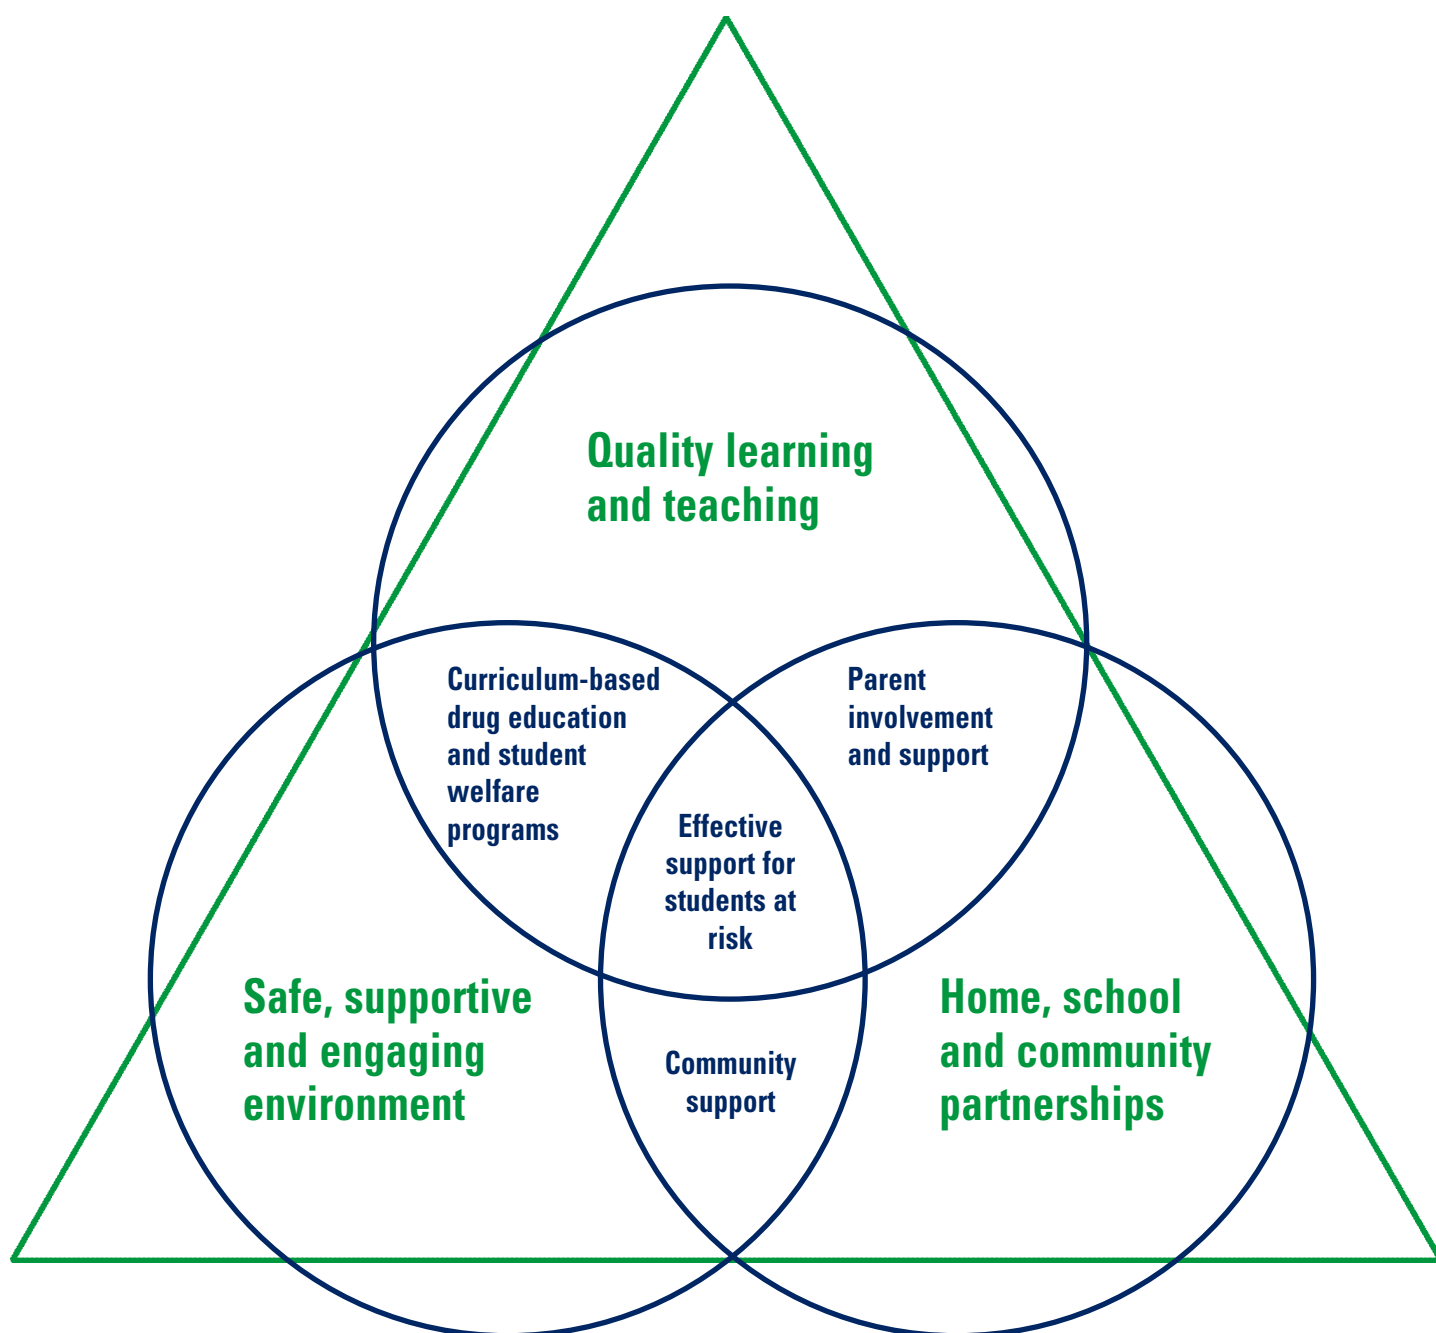 Quality learning
and teaching
Curriculum-based
drug education
and student
welfare
programs
Parent
involvement
and support
Effective
support for
students at
risk
Safe, supportive
and engaging
environment
Home, school
and community
partnerships
Community
support